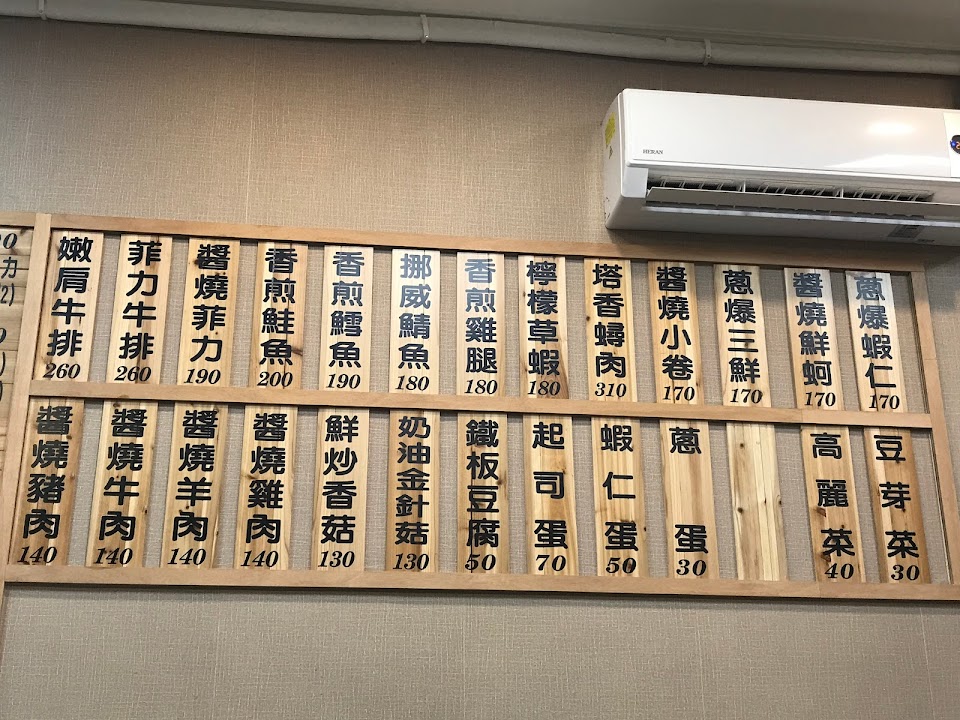 HERAN
嫩肩牛排 260
菲力牛排 260
醬燒菲力 190
香煎鮭魚 200
香煎鱈魚 190
挪威鯖魚 180
香煎雞腿 180
檸檬草蝦 180
塔香蟳肉 310
醬燒小卷 170
蔥爆三鮮 170
醬燒鮮蚵 170
蔥爆蝦仁 170
醬燒豬肉 140
醬燒牛肉 140
醬燒羊肉 140
醬燒雞肉 140
鮮炒香菇 130
奶油金針菇 130
鐵板豆腐 50
起司蛋 70
蝦仁蛋 50
蔥蛋 30
高麗菜 40
豆芽菜 30